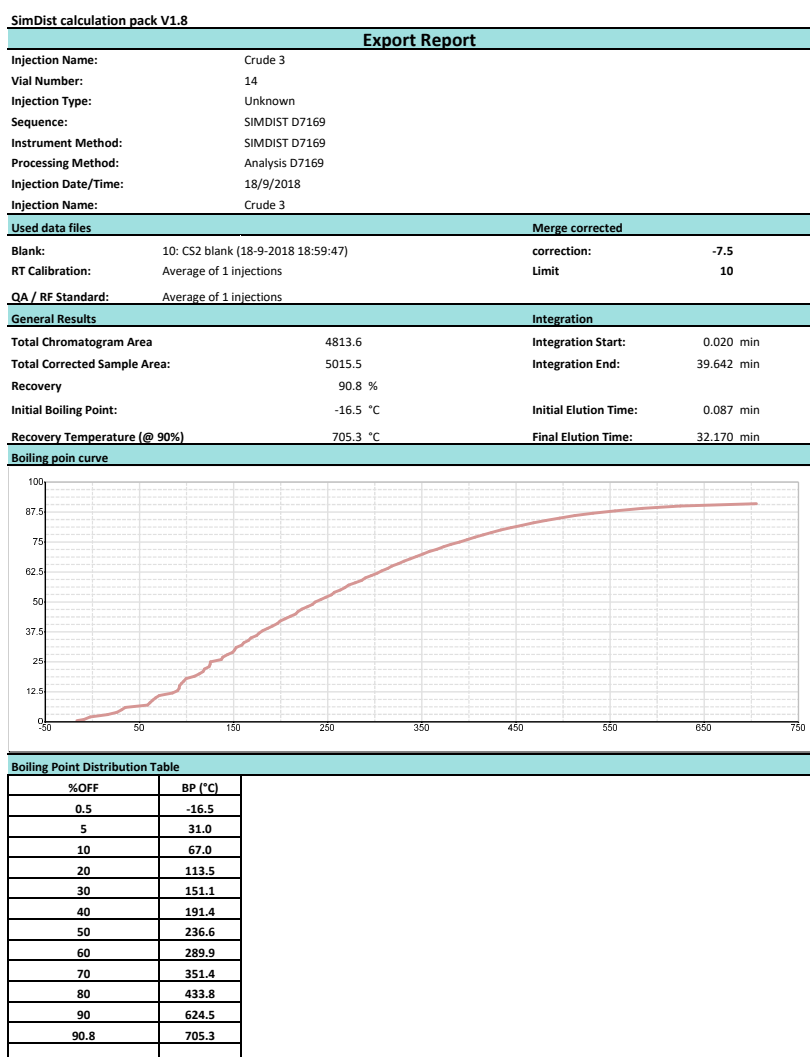 SimDist calculation pack V1.8
Export Report
Injection Name: Crude 3
Vial Number: 14
Injection Type: Unknown
Sequence: SIMDIST D7169
Instrument Method: SIMDIST D7169
Processing Method: Analysis D7169
Injection Date/Time: 18/9/2018
Injection Name: Crude 3
Used data files Merge corrected
Blank: 10: CS2 blank (18-9-2018 18:59:47) correction: -7.5
RT Calibration: Average of 1 injections Limit 10
QA / RF Standard: Average of 1 injections
General Results Integration
Total Chromatogram Area 4813.6 Integration Start: 0.020 min
Total Corrected Sample Area: 5015.5 Integration End: 39.642 min
Recovery 90.8 %
Initial Boiling Point: -16.5 °C Initial Elution Time: 0.087 min
Recovery Temperature (@ 90%) 705.3 °C Final Elution Time: 32.170 min
Boiling poin curve
100
87.5
75
62.5
50
37.5
25
12.5
0
-50 50 150 250 350 450 550 650 750
Boiling Point Distribution Table
%OFF BP (°C)
0.5 -16.5
5 31.0
10 67.0
20 113.5
30 151.1
40 191.4
50 236.6
60 289.9
70 351.4
80 433.8
90 624.5
90.8 705.3